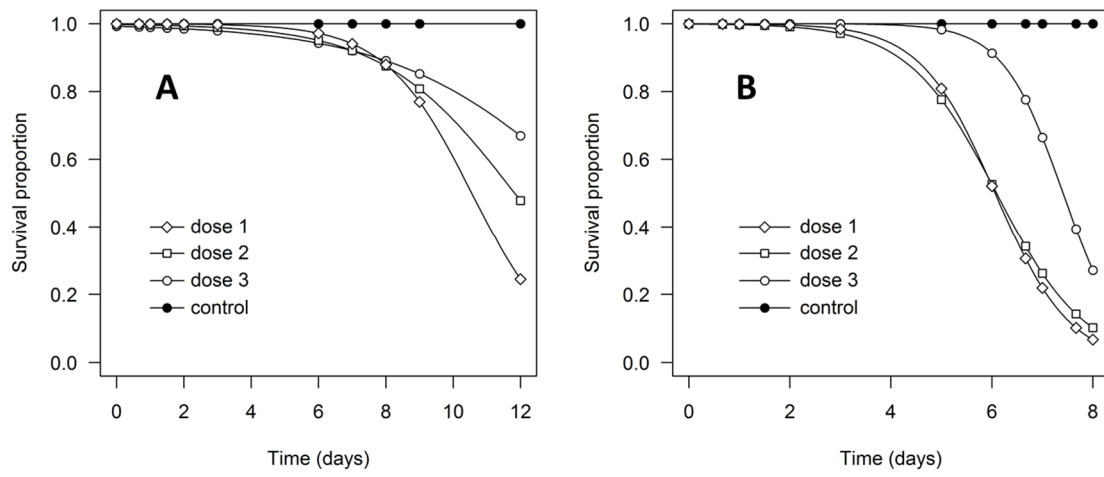 A
Survival proportion
1.0
0.8
0.6
0.4
0.2
0.0
dose 1
dose 2
dose 3
control
0 2 4 6 8 10 12
Time (days)
B
Survival proportion
1.0
0.8
0.6
0.4
0.2
0.0
dose 1
dose 2
dose 3
control
0 2 4 6 8
Time (days)